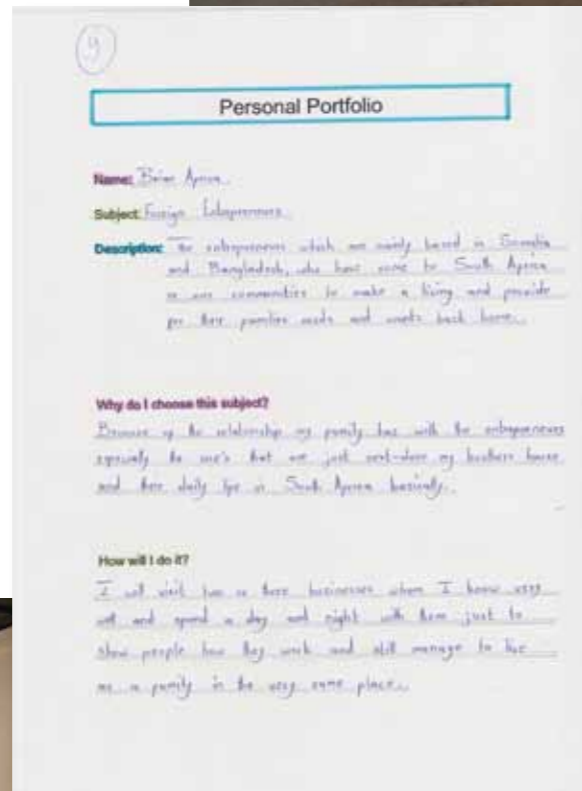 9
Personal Portfolio
Name: Brian
Subject: Foreign Entrepreneurs
Description: The entrepreneurs which are mainly based in Somalia
and Bangladesh, who have come to South Africa
in our communities to make a living and provide
for their families needs and wants back home.
Why do I choose this subject?
Because of the relationship my family has with the entrepreneurs
especially the one's that are just next-door my brothers house
and their daily life in South Africa basically.
How will I do it?
I will visit two or three businesses whom I know very
well and spend a day and night with them just to
show people how they work and still manage to live
as a family in the very same place.